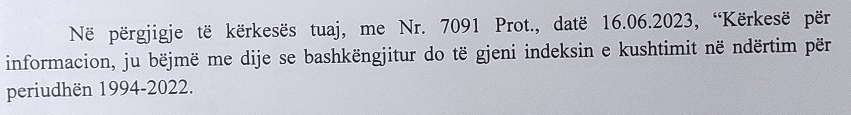 Në përgjigje të kërkesës tuaj, me Nr. 7091 Prot., datë 16.06.2023, “Kërkesë për
informacion, ju bëjmë me dije se bashkëngjitur do të gjeni indeksin e kushtimit në ndërtim për
periudhën 1994-2022.